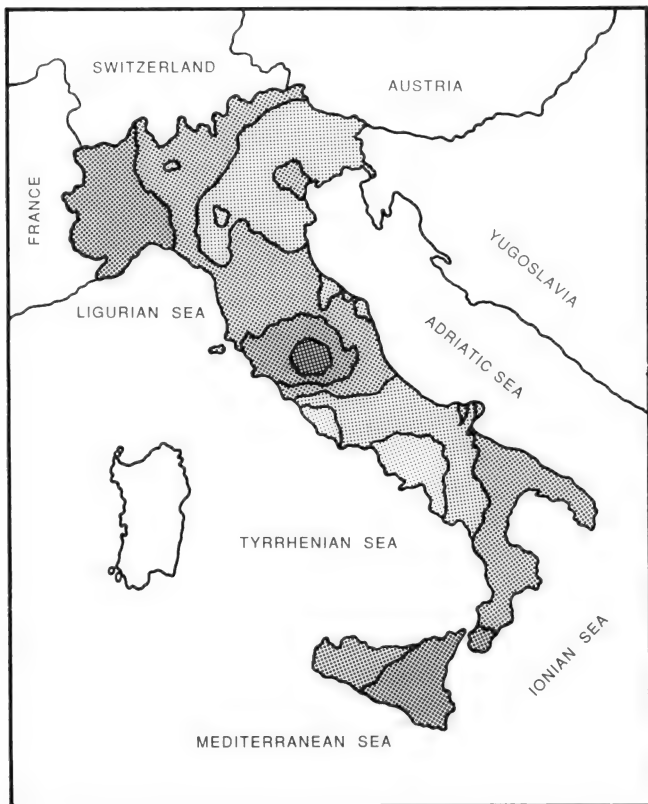 SWITZERLAND
AUSTRIA
FRANCE
YUGOSLAVIA
LIGURIAN SEA
ADRIATIC SEA
TYRRHENIAN SEA
IONIAN SEA
MEDITERRANEAN SEA